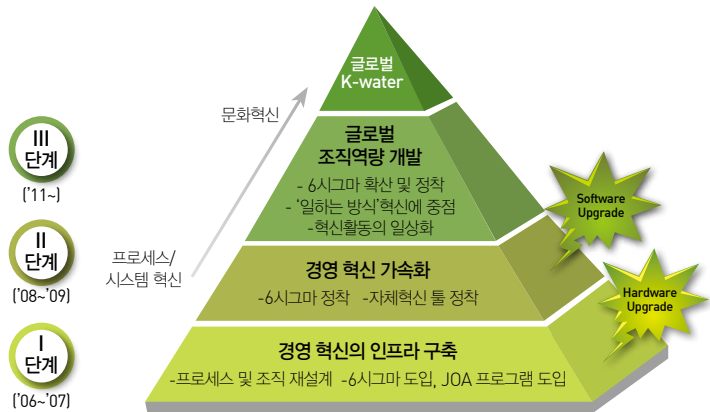 글로벌
K-water
문화혁신
글로벌
조직역량 개발
- 6시그마 확산 및 정착
- '일하는 방식'혁신에 중점
-혁신활동의 일상화
III
단계
('11~)
Software
Upgrade
II
단계
('08~'09)
프로세스/
시스템 혁신
경영 혁신 가속화
-6시그마 정착 -자체혁신 툴 정착
Hardware
Upgrade
I
단계
('06~'07)
경영 혁신의 인프라 구축
-프로세스 및 조직 재설계 -6시그마 도입, JOA 프로그램 도입